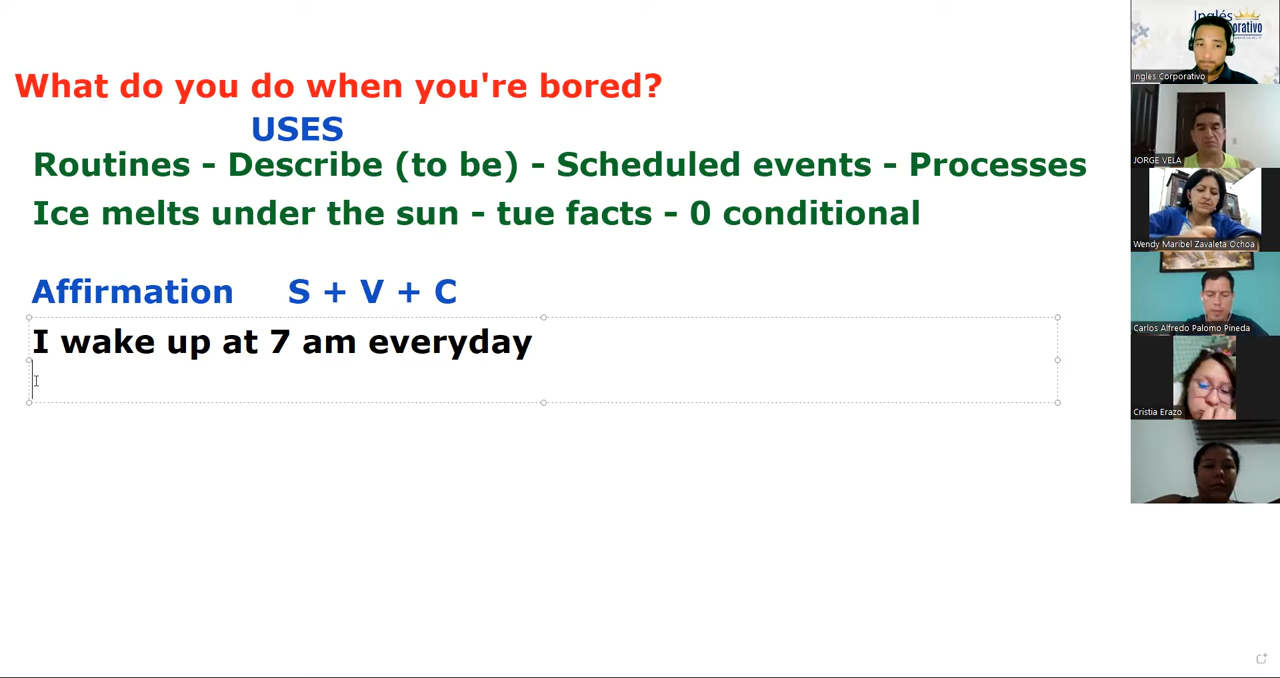 What do you do when you're bored?
USES
Routines - Describe (to be) - Scheduled events - Processes
Ice melts under the sun - tue facts - 0 conditional
Affirmation S + V + C
I wake up at 7 am everyday
Inglés
Ingles Corporativo
JORGE VELA
Wendy Maribel Zavaleta Ochoa
Carlos Alfredo Palomo Pineda
Cristia Erazo